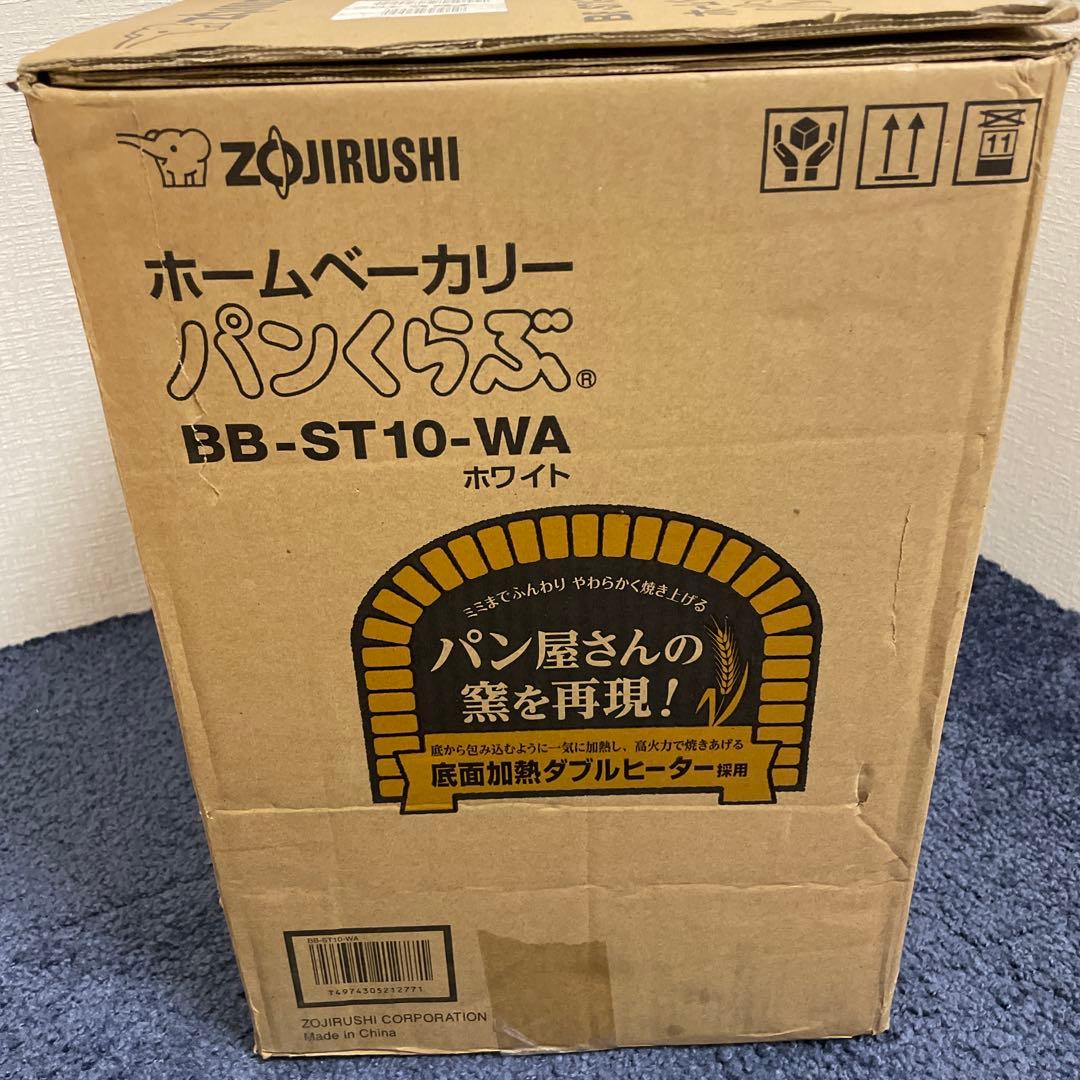 ZOJIRUSHI
11
ホームベーカリー
パンくらぶ®
BB-ST10-WA
ホワイト
ミミまでふんわり やわらかく焼き上げる
パン屋さんの
窯を再現!
底から包み込むように一気に加熱し、高火力で焼きあげる
底面加熱ダブルヒーター採用
BB-ST10-WA
T4974305212771
ZOJIRUSHI CORPORATION
Made in China